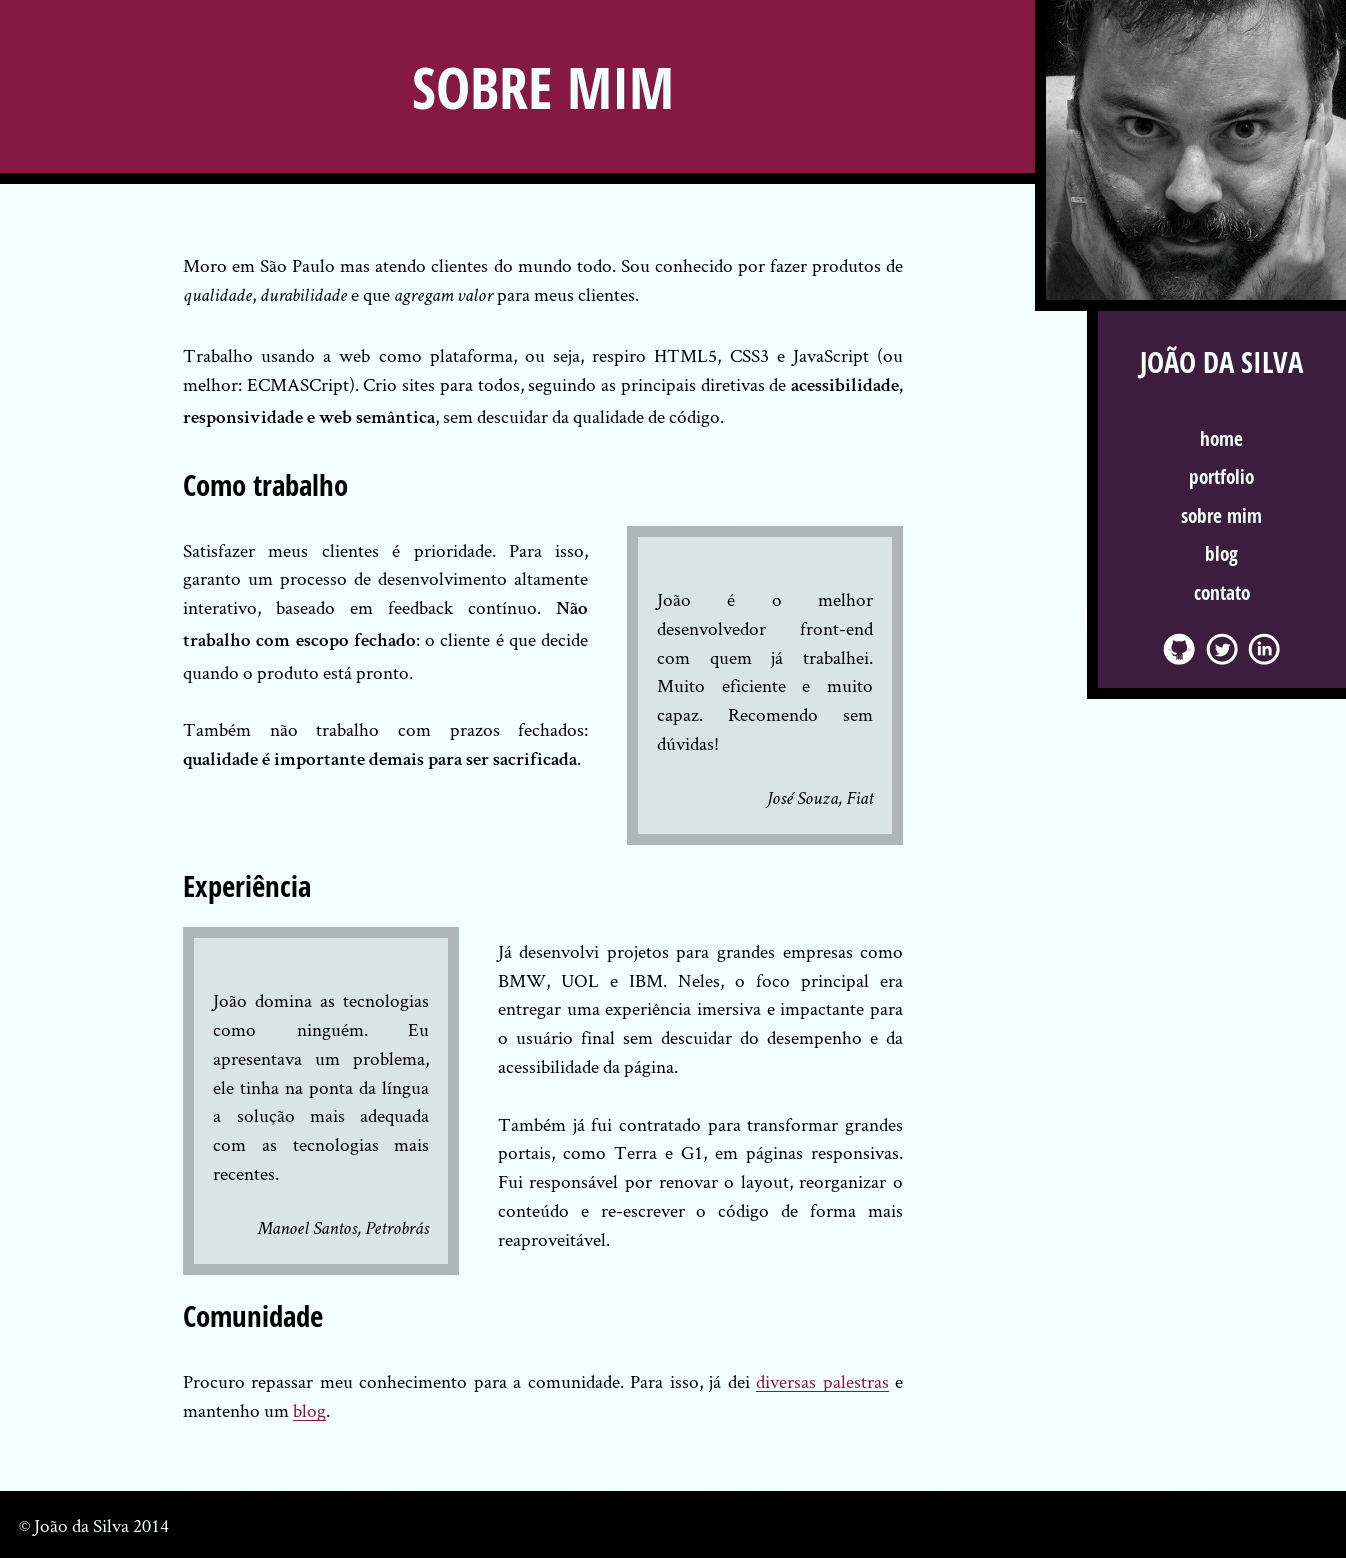 SOBRE MIM
Moro em São Paulo mas atendo clientes do mundo todo. Sou conhecido por fazer produtos de
qualidade, durabilidade e que agregam valor para meus clientes.
Trabalho usando a web como plataforma, ou seja, respiro HTML5, CSS3 e JavaScript (ou
melhor: ECMASCript). Crio sites para todos, seguindo as principais diretivas de acessibilidade,
responsividade e web semântica, sem descuidar da qualidade de código.
Como trabalho
Satisfazer meus clientes é prioridade. Para isso,
garanto um processo de desenvolvimento altamente
interativo, baseado em feedback contínuo. Não
trabalho com escopo fechado: o cliente é que decide
quando o produto está pronto.
Também não trabalho com prazos fechados:
qualidade é importante demais para ser sacrificada.
João é o melhor
desenvolvedor front-end
com quem já trabalhei.
Muito eficiente e muito
capaz. Recomendo sem
dúvidas!
José Souza, Fiat
Experiência
João domina as tecnologias
como ninguém. Eu
apresentava um problema,
ele tinha na ponta da língua
a solução mais adequada
com as tecnologias mais
recentes.
Manoel Santos, Petrobrás
Já desenvolvi projetos para grandes empresas como
BMW, UOL e IBM. Neles, o foco principal era
entregar uma experiência imersiva e impactante para
o usuário final sem descuidar do desempenho e da
acessibilidade da página.
Também já fui contratado para transformar grandes
portais, como Terra e G1, em páginas responsivas.
Fui responsável por renovar o layout, reorganizar o
conteúdo e re-escrever o código de forma mais
reaproveitável.
Comunidade
Procuro repassar meu conhecimento para a comunidade. Para isso, já dei diversas palestras e
mantenho um blog.
JOÃO DA SILVA
home
portfolio
sobre mim
blog
contato
in
© João da Silva 2014